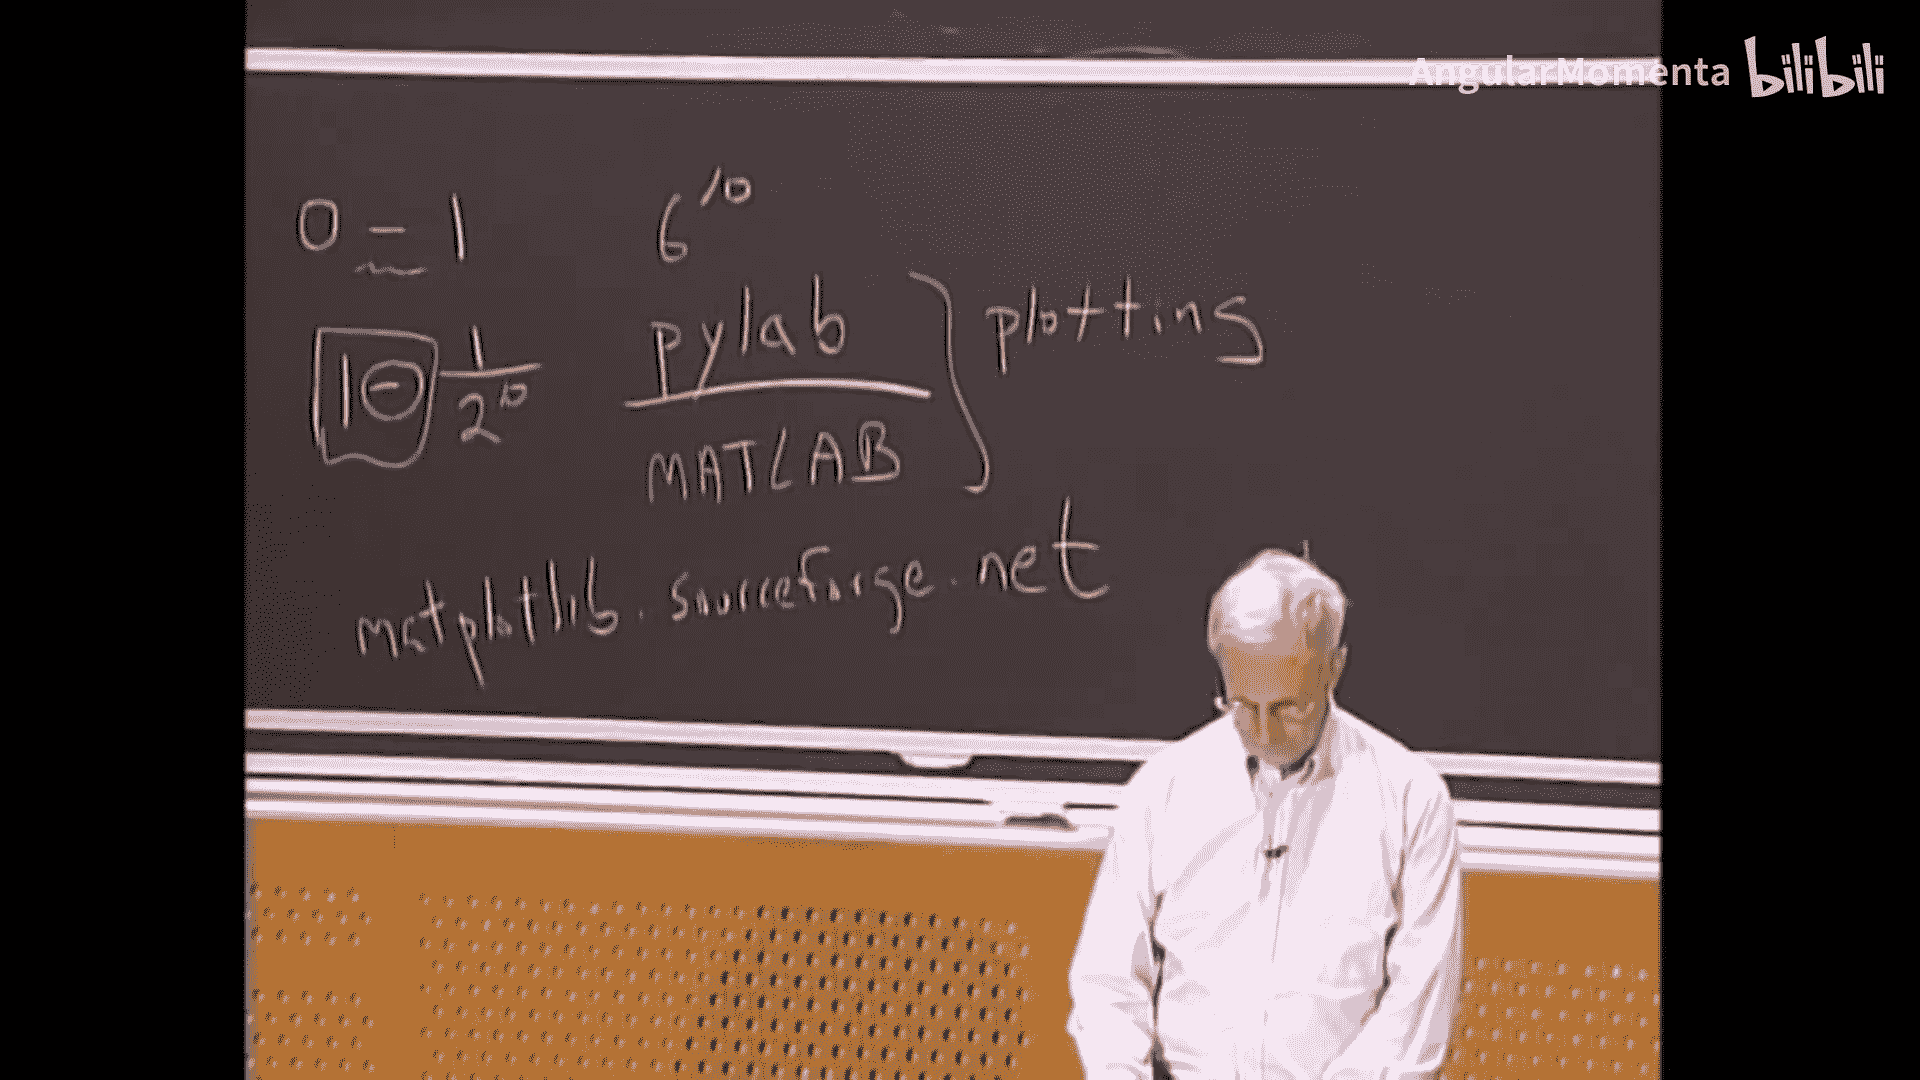 AngularMomenta bilibili
0 - 1
6^10
1 - 1/2^10
pylab
MATLAB
plotting
matplotlib.sourceforge.net